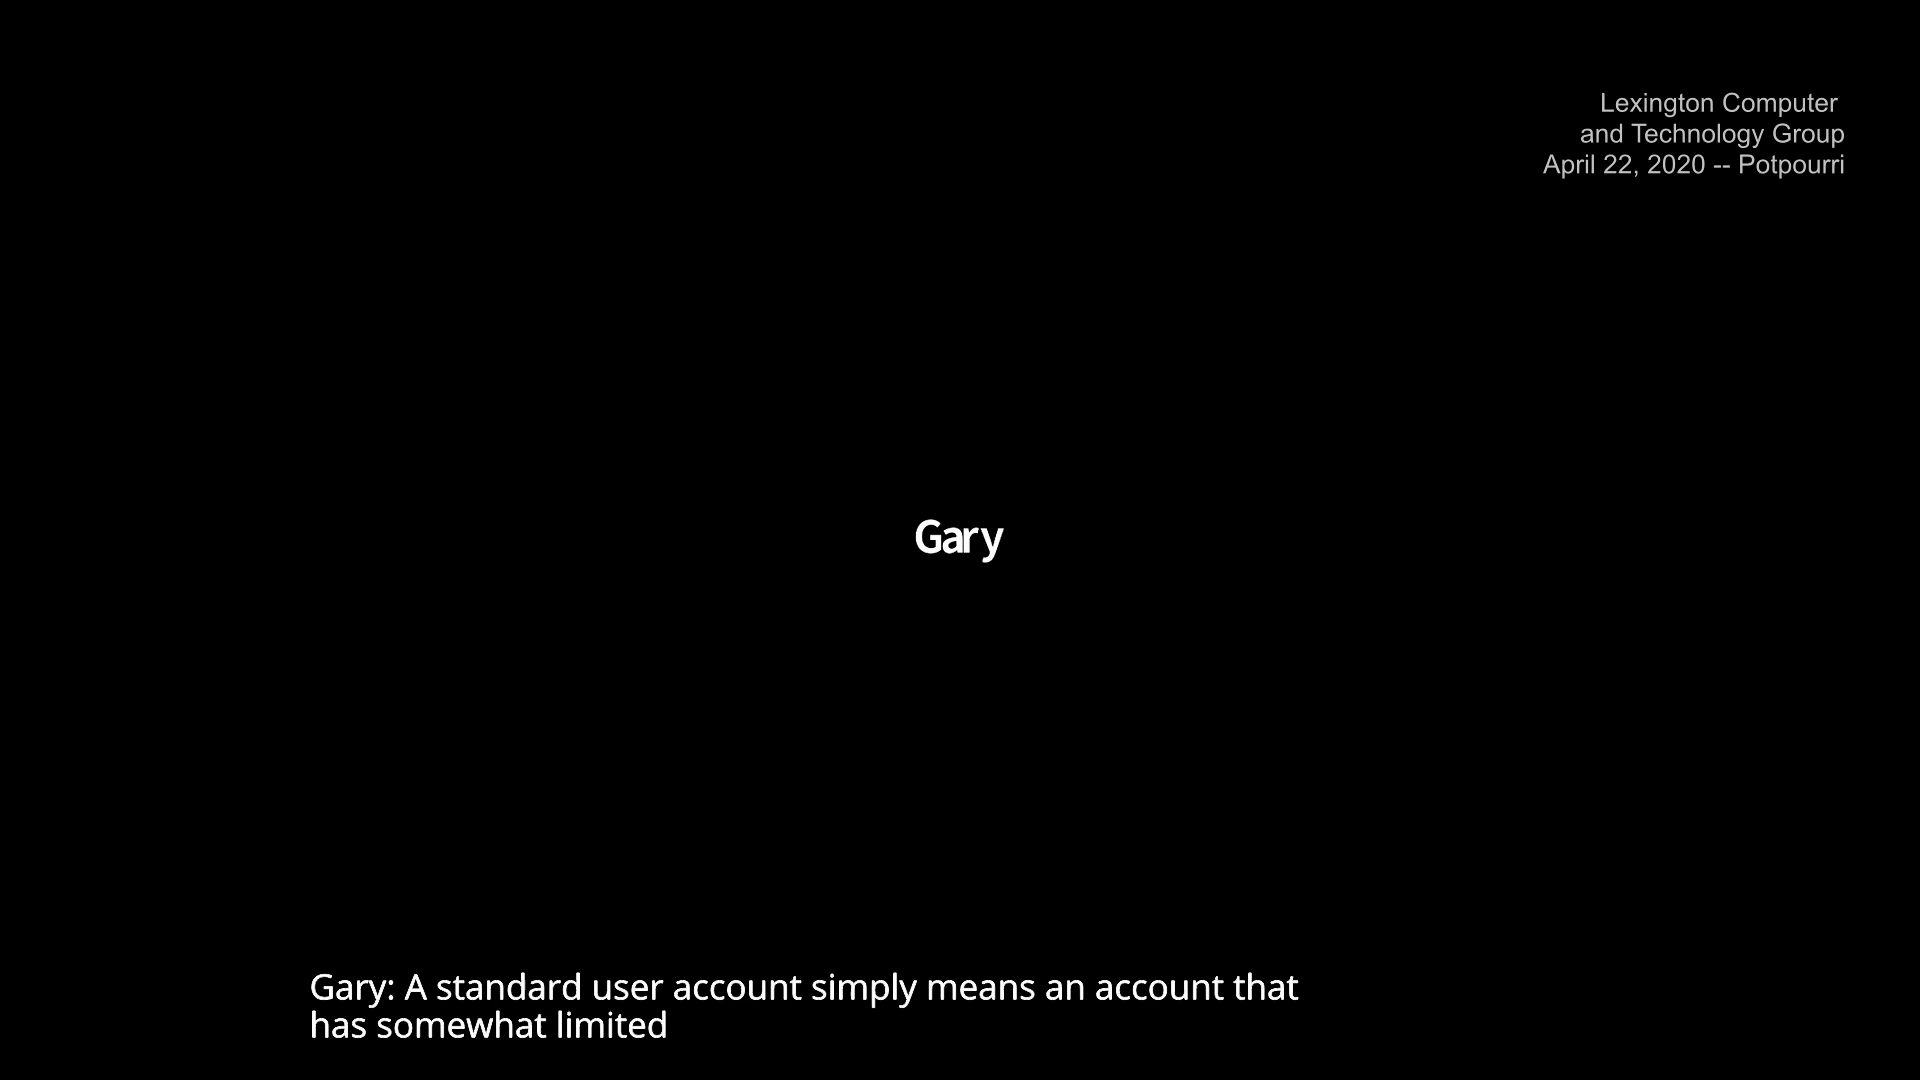 Lexington Computer
and Technology Group
April 22, 2020 -- Potpourri
Gary
Gary: A standard user account simply means an account that
has somewhat limited